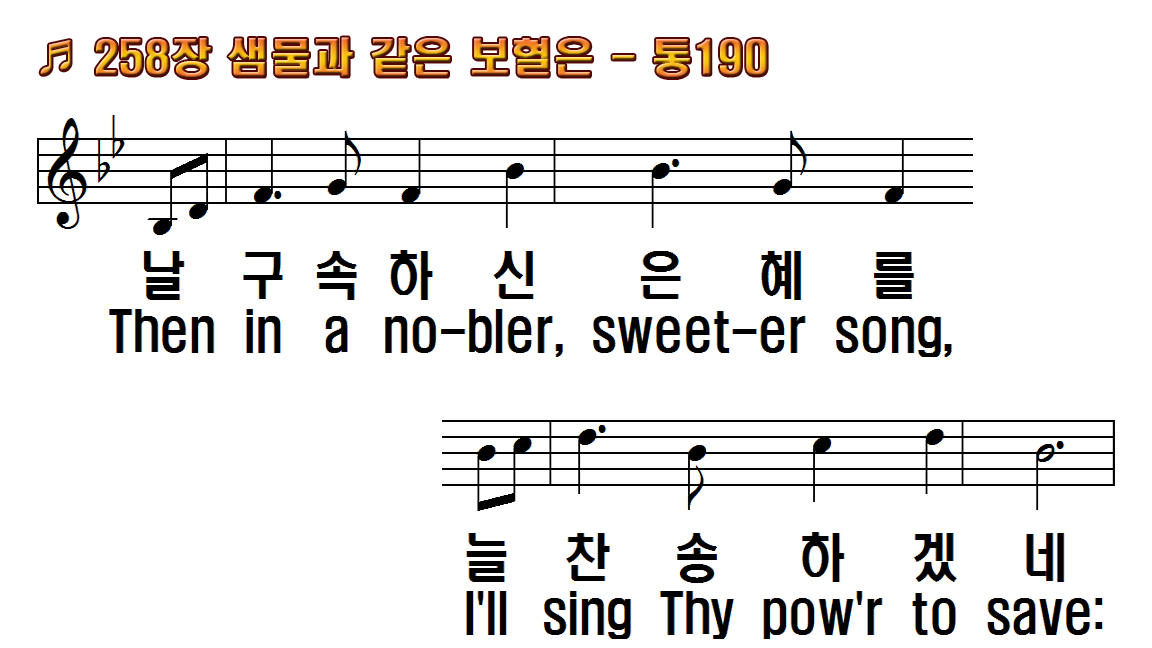 ♬ 258장 샘물과 같은 보혈은 - 통190
날 구 속 하 신 은 혜 를
Then in a no-bler, sweet-er song,
늘 찬 송 하 겠 네
I'll sing Thy pow'r to save: